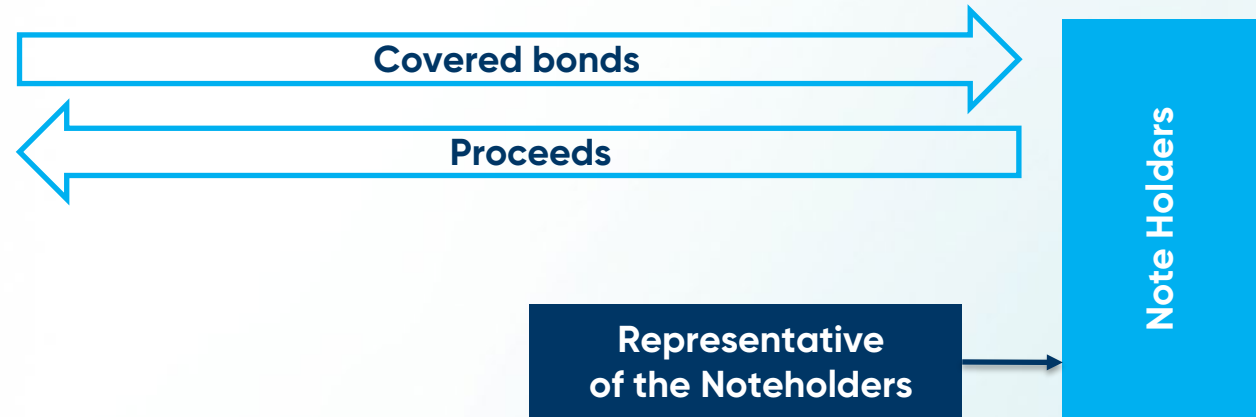 Covered bonds
Proceeds
Note Holders
Representative
of the Noteholders